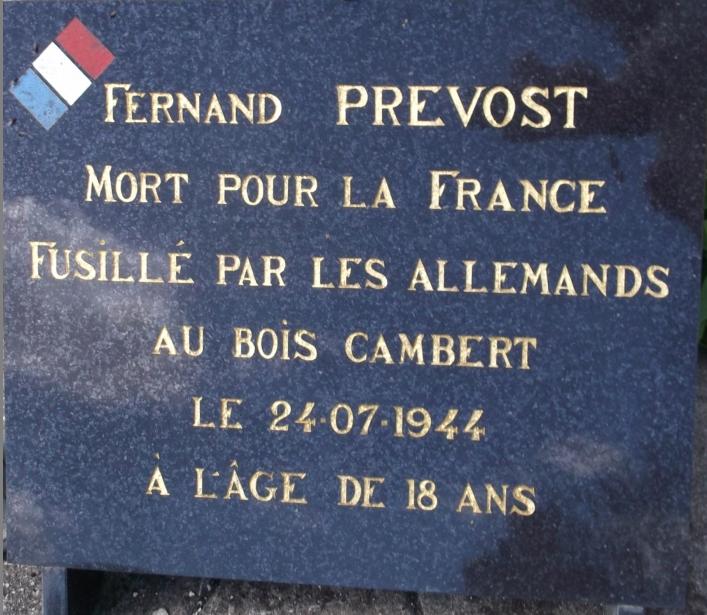 FERNAND PREVOST
MORT POUR LA FRANCE
FUSILLÉ PAR LES ALLEMANDS
AU BOIS CAMBERT
LE 24-07-1944
À L'ÂGE DE 18 ANS